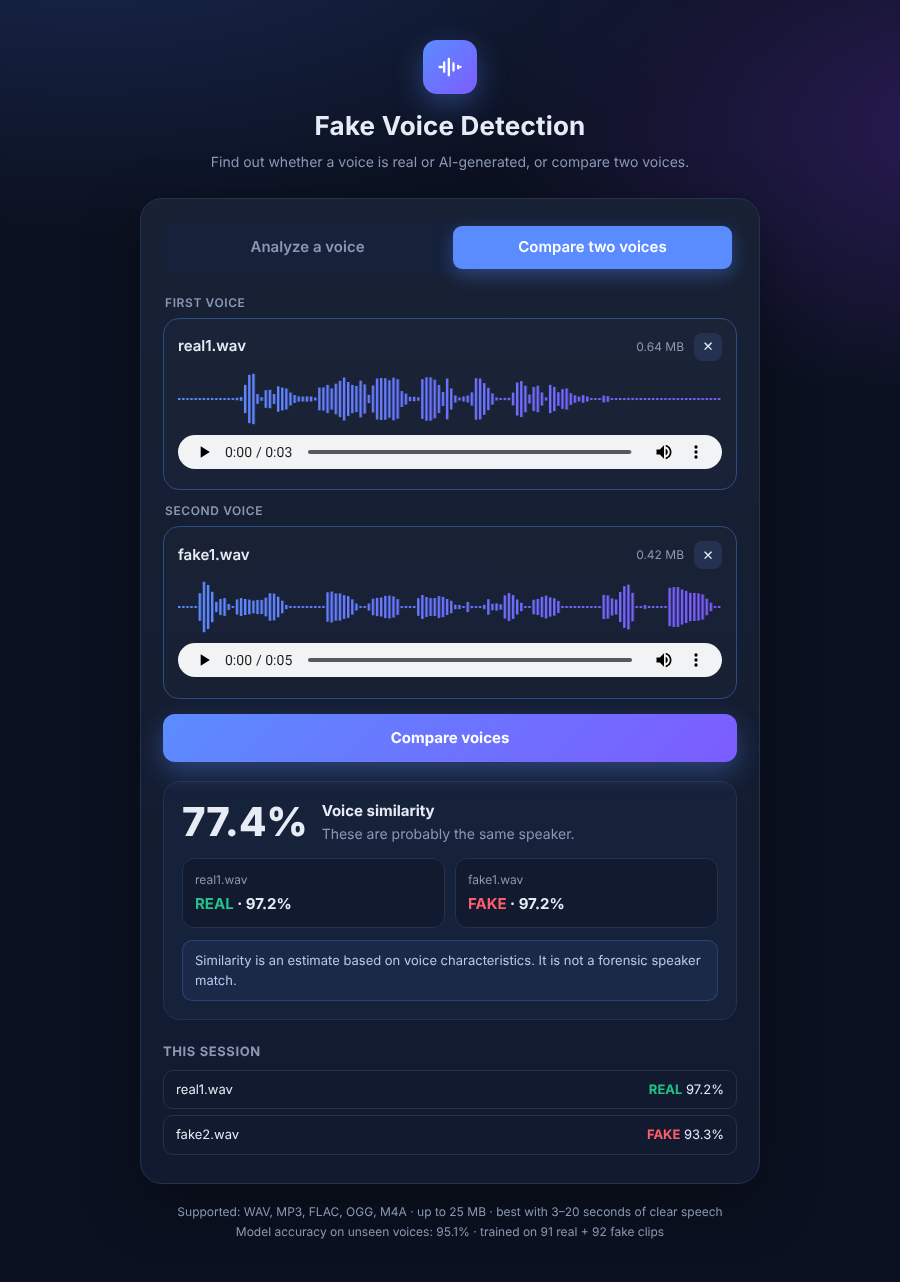 Fake Voice Detection
Find out whether a voice is real or AI-generated, or compare two voices.
Analyze a voice
Compare two voices
FIRST VOICE
real1.wav
0.64 MB
✕
0:00 / 0:03
SECOND VOICE
fake1.wav
0.42 MB
✕
0:00 / 0:05
Compare voices
77.4%
Voice similarity
These are probably the same speaker.
real1.wav
REAL · 97.2%
fake1.wav
FAKE · 97.2%
Similarity is an estimate based on voice characteristics. It is not a forensic speaker
match.
THIS SESSION
real1.wav
REAL 97.2%
fake2.wav
FAKE 93.3%
Supported: WAV, MP3, FLAC, OGG, M4A · up to 25 MB · best with 3–20 seconds of clear speech
Model accuracy on unseen voices: 95.1% · trained on 91 real + 92 fake clips